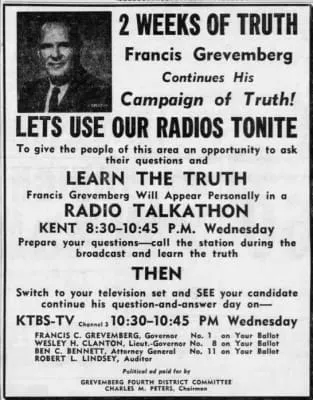 2 WEEKS OF TRUTH
Francis Grevemberg
Continues His
Campaign of Truth!
LETS USE OUR RADIOS TONITE
To give the people of this area an opportunity to ask
their questions and
LEARN THE TRUTH
Francis Grevemberg Will Appear Personally in a
RADIO TALKATHON
KENT 8:30-10:45 P.M. Wednesday
Prepare your questions—call the station during the
broadcast and learn the truth
THEN
Switch to your television set and SEE your candidate
continue his question-and-answer day on—
KTBS-TV Channel 3 10:30-10:45 PM Wednesday
FRANCIS C. GREVEMBERG, Governor No. 1 on Your Ballot
WESLEY H. CLANTON, Lieut.-Governor No. 8 on Your Ballot
BEN C. BENNETT, Attorney General No. 11 on Your Ballot
ROBERT L. LINDSEY, Auditor
Political ad paid for by
GREVEMBERG FOURTH DISTRICT COMMITTEE
CHARLES M. PETERS, Chairman